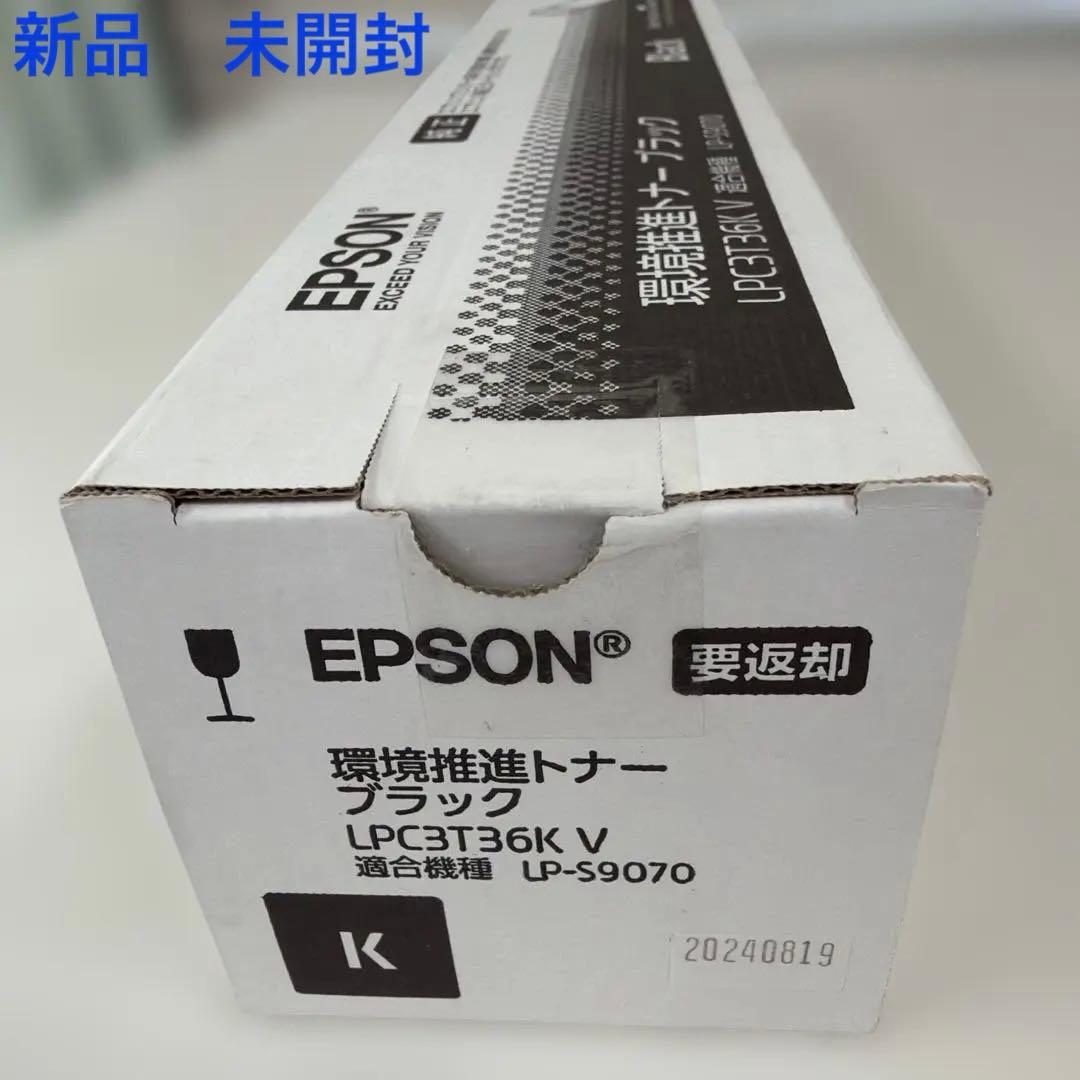 新品 未開封
純正
EPSON®
EXCEED YOUR VISION
Black
環境推進トナー ブラック
LPC3T36K V 適合機種 LP-S9070
EPSON®
要返却
環境推進トナー
ブラック
LPC3T36K V
適合機種 LP-S9070
K
20240819